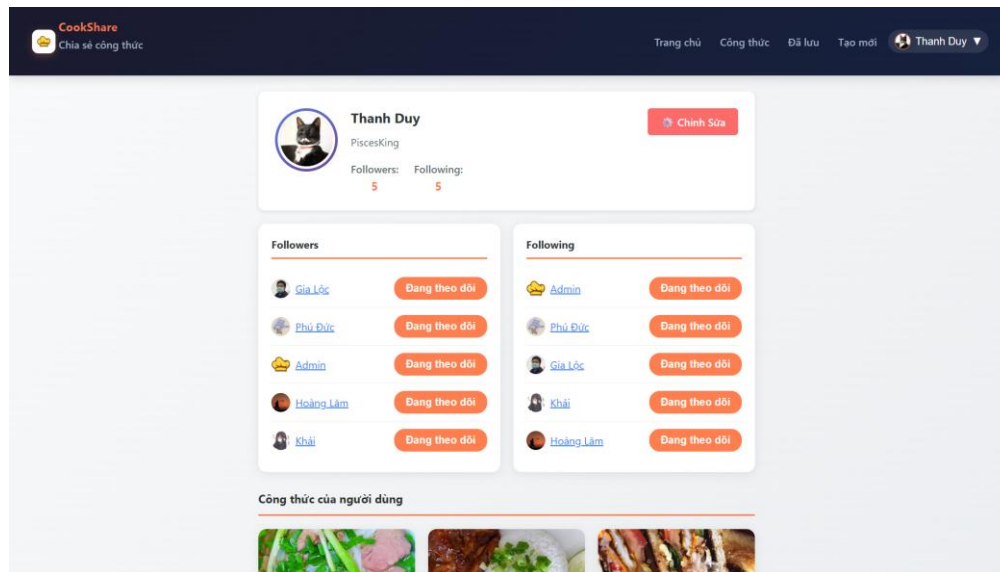 CookShare
Chia sẻ công thức
Trang chủ Công thức Đã lưu Tạo mới Thanh Duy ▼
Thanh Duy
PiscesKing
Followers: Following:
5 5
Chỉnh Sửa
Followers
Gia Lộc Đang theo dõi
Phú Đức Đang theo dõi
Admin Đang theo dõi
Hoàng Lâm Đang theo dõi
Khải Đang theo dõi
Following
Admin Đang theo dõi
Phú Đức Đang theo dõi
Gia Lộc Đang theo dõi
Khải Đang theo dõi
Hoàng Lâm Đang theo dõi
Công thức của người dùng